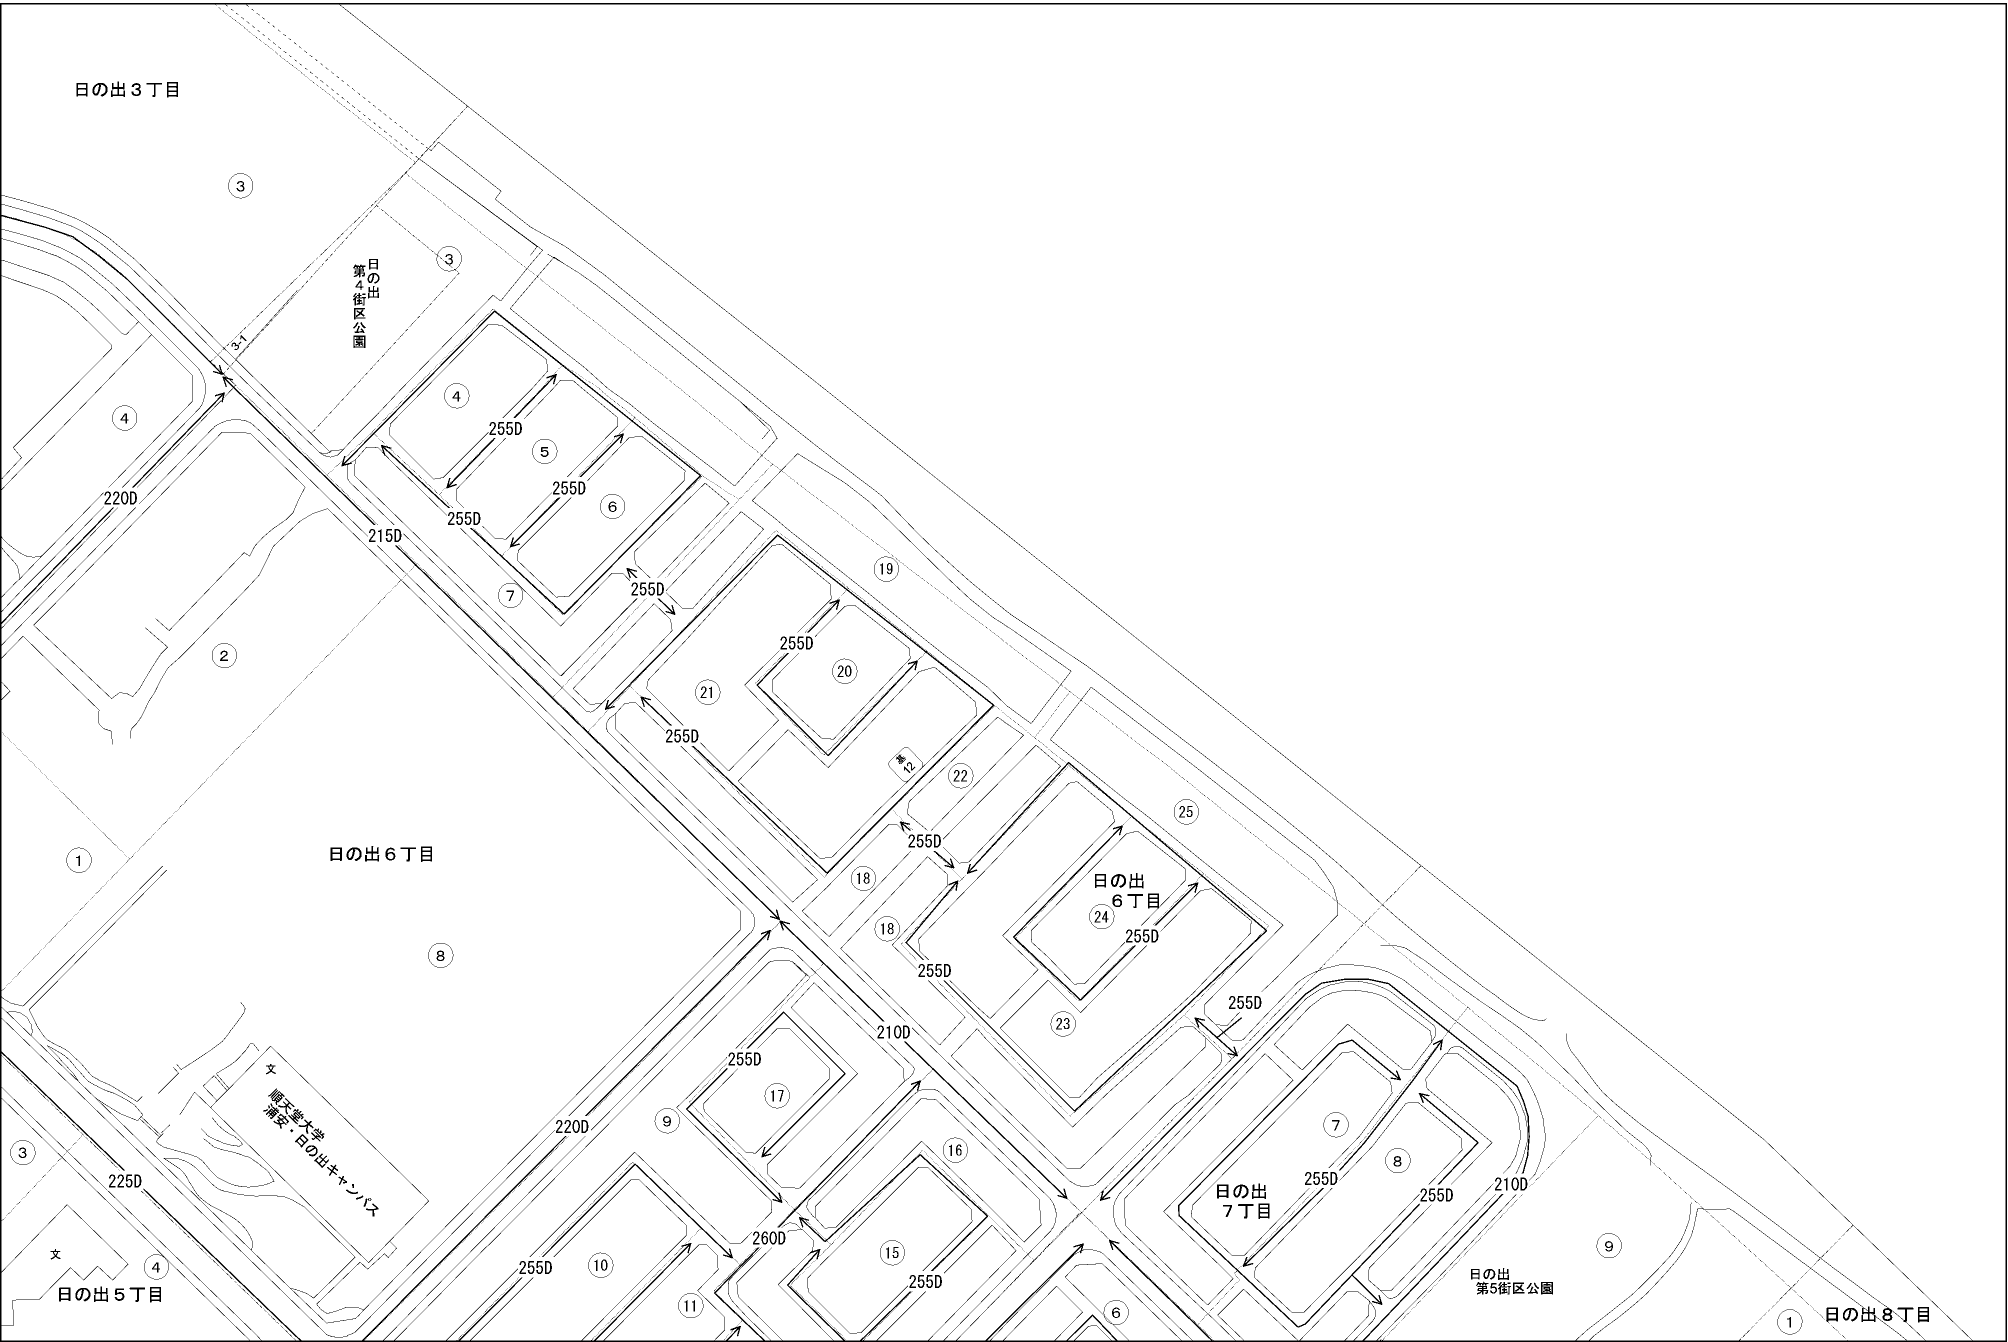 日の出３丁目
3
日の出
第４街区公園
3
3-1
4
4
255D
5
255D
6
220D
255D
215D
7
255D
19
255D
20
21
2
255D
基
12
22
25
255D
日の出６丁目
1
18
日の出
６丁目
24
18
255D
8
255D
23
255D
210D
255D
文
順天堂大学
浦安・日の出キャンパス
17
9
220D
16
7
8
3
225D
255D
255D
210D
日の出
７丁目
文
4
日の出５丁目
10
255D
260D
15
255D
11
6
9
日の出
第5街区公園
1
日の出８丁目